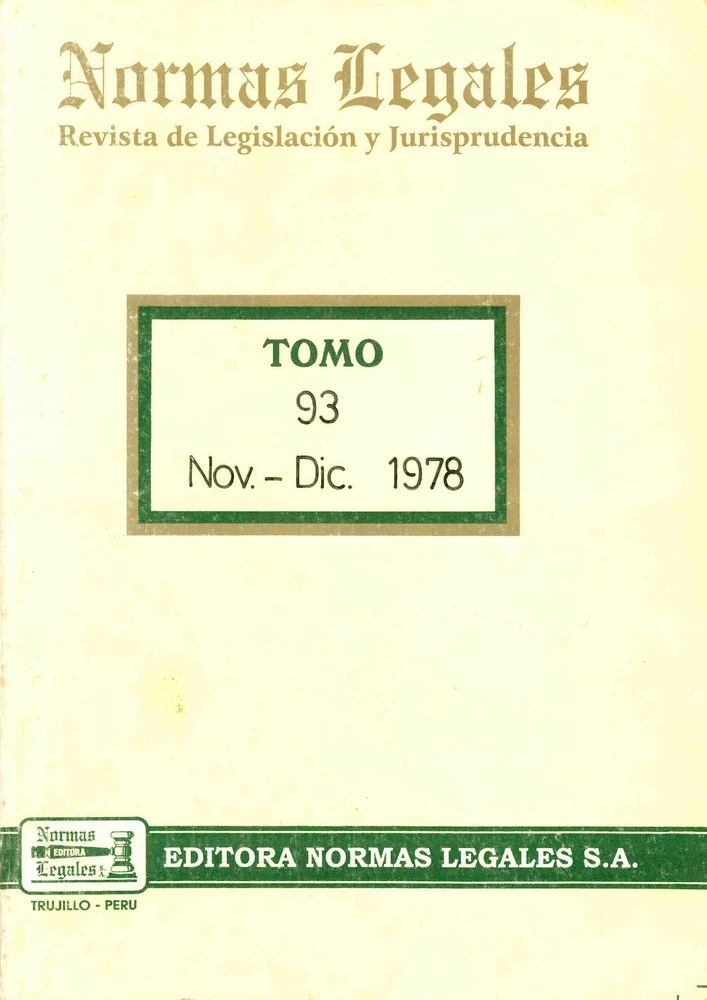 Normas Legales
Revista de Legislación y Jurisprudencia
TOMO
93
Nov. - Dic. 1978
Normas
EDITORA
Legales S.A.
EDITORA NORMAS LEGALES S.A.
TRUJILLO - PERU